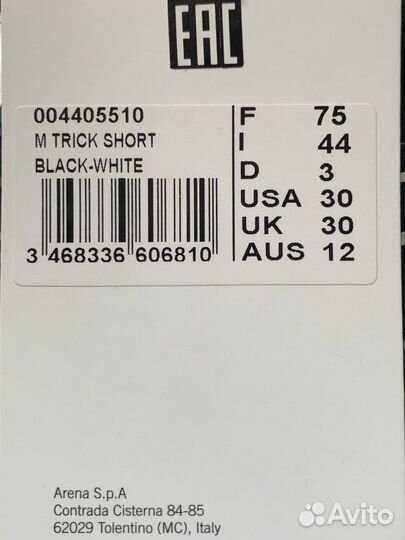 EAC
004405510
M TRICK SHORT
BLACK-WHITE
3 468336 606810
F 75
I 44
D 3
USA 30
UK 30
AUS 12
Arena S.p.A
Contrada Cisterna 84-85
62029 Tolentino (MC), Italy
Avito